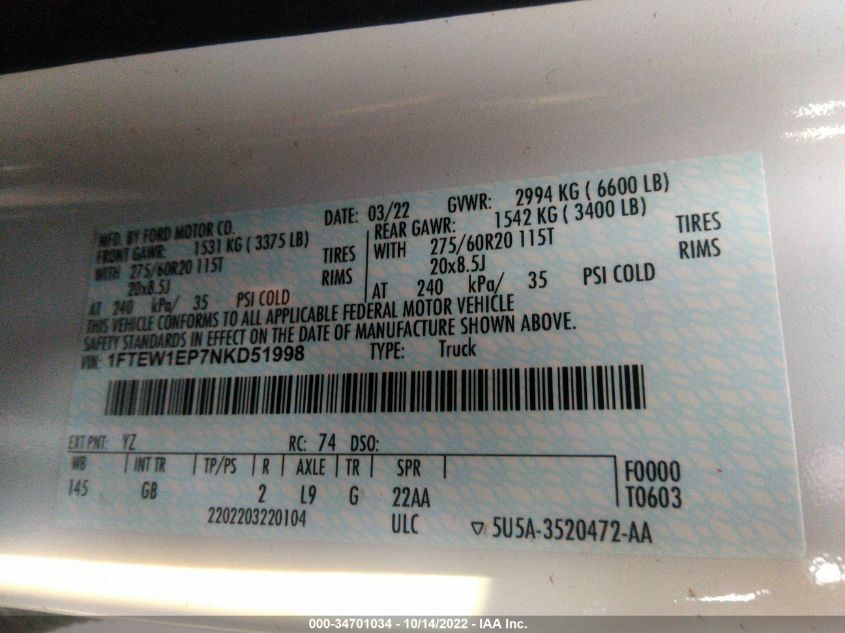 MFD. BY FORD MOTOR CO.
DATE: 03/22 GVWR: 2994 KG ( 6600 LB)
FRONT GAWR: 1531 KG ( 3375 LB)
WITH 275/60R20 115T TIRES
20x8.5J RIMS
AT 240 kPa/ 35 PSI COLD
REAR GAWR: 1542 KG ( 3400 LB)
WITH 275/60R20 115T TIRES
20x8.5J RIMS
AT 240 kPa/ 35 PSI COLD
THIS VEHICLE CONFORMS TO ALL APPLICABLE FEDERAL MOTOR VEHICLE
SAFETY STANDARDS IN EFFECT ON THE DATE OF MANUFACTURE SHOWN ABOVE.
VIN: 1FTEW1EP7NKD51998 TYPE: Truck
EXT PNT: YZ RC: 74 DSO:
WB INT TR TP/PS R AXLE TR SPR F0000
145 GB 2 L9 G 22AA T0603
2202203220104 ULC 5U5A-3520472-AA
000-34701034 - 10/14/2022 - IAA Inc.